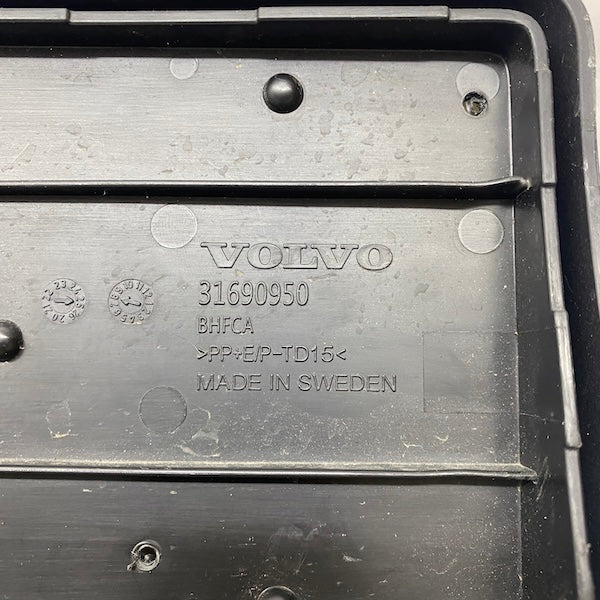 VOLVO
31690950
BHFCA
>PP+E/P-TD15<
MADE IN SWEDEN